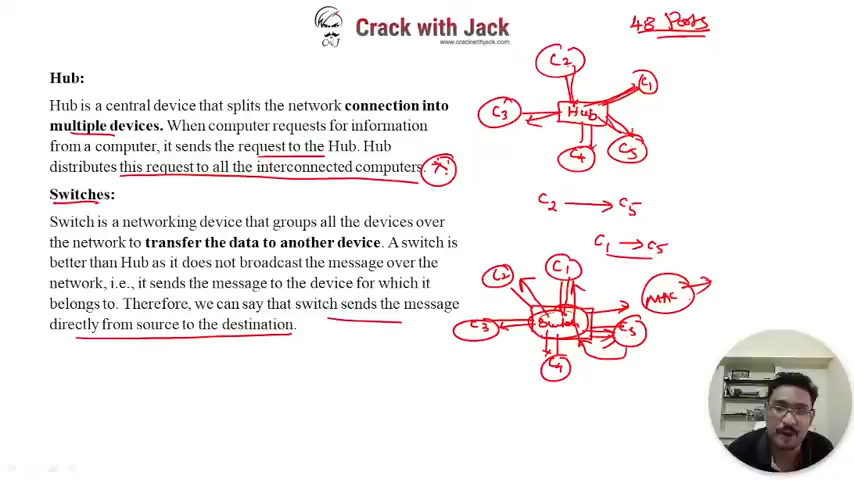 Crack with Jack
www.crackwithjack.com
48 Ports
Hub:
Hub is a central device that splits the network connection into
multiple devices. When computer requests for information
from a computer, it sends the request to the Hub. Hub
distributes this request to all the interconnected computers.
Switches:
Switch is a networking device that groups all the devices over
the network to transfer the data to another device. A switch is
better than Hub as it does not broadcast the message over the
network, i.e., it sends the message to the device for which it
belongs to. Therefore, we can say that switch sends the message
directly from source to the destination.
C2
C1
C3
Hub
C4
C5
C2 → C5
C1 → C5
C2
C1
MAC
C3
Switch
C5
C4